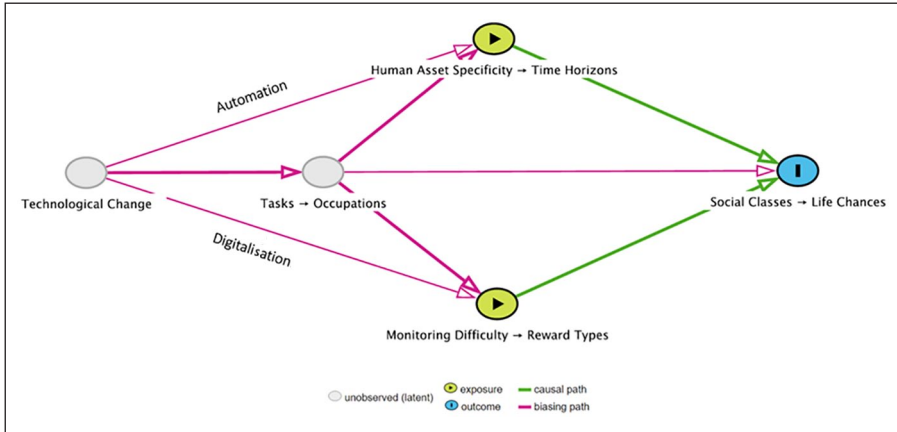 Human Asset Specificity → Time Horizons
Automation
Technological Change
Tasks → Occupations
Social Classes → Life Chances
Digitalisation
Monitoring Difficulty → Reward Types
unobserved (latent)
exposure
outcome
causal path
biasing path